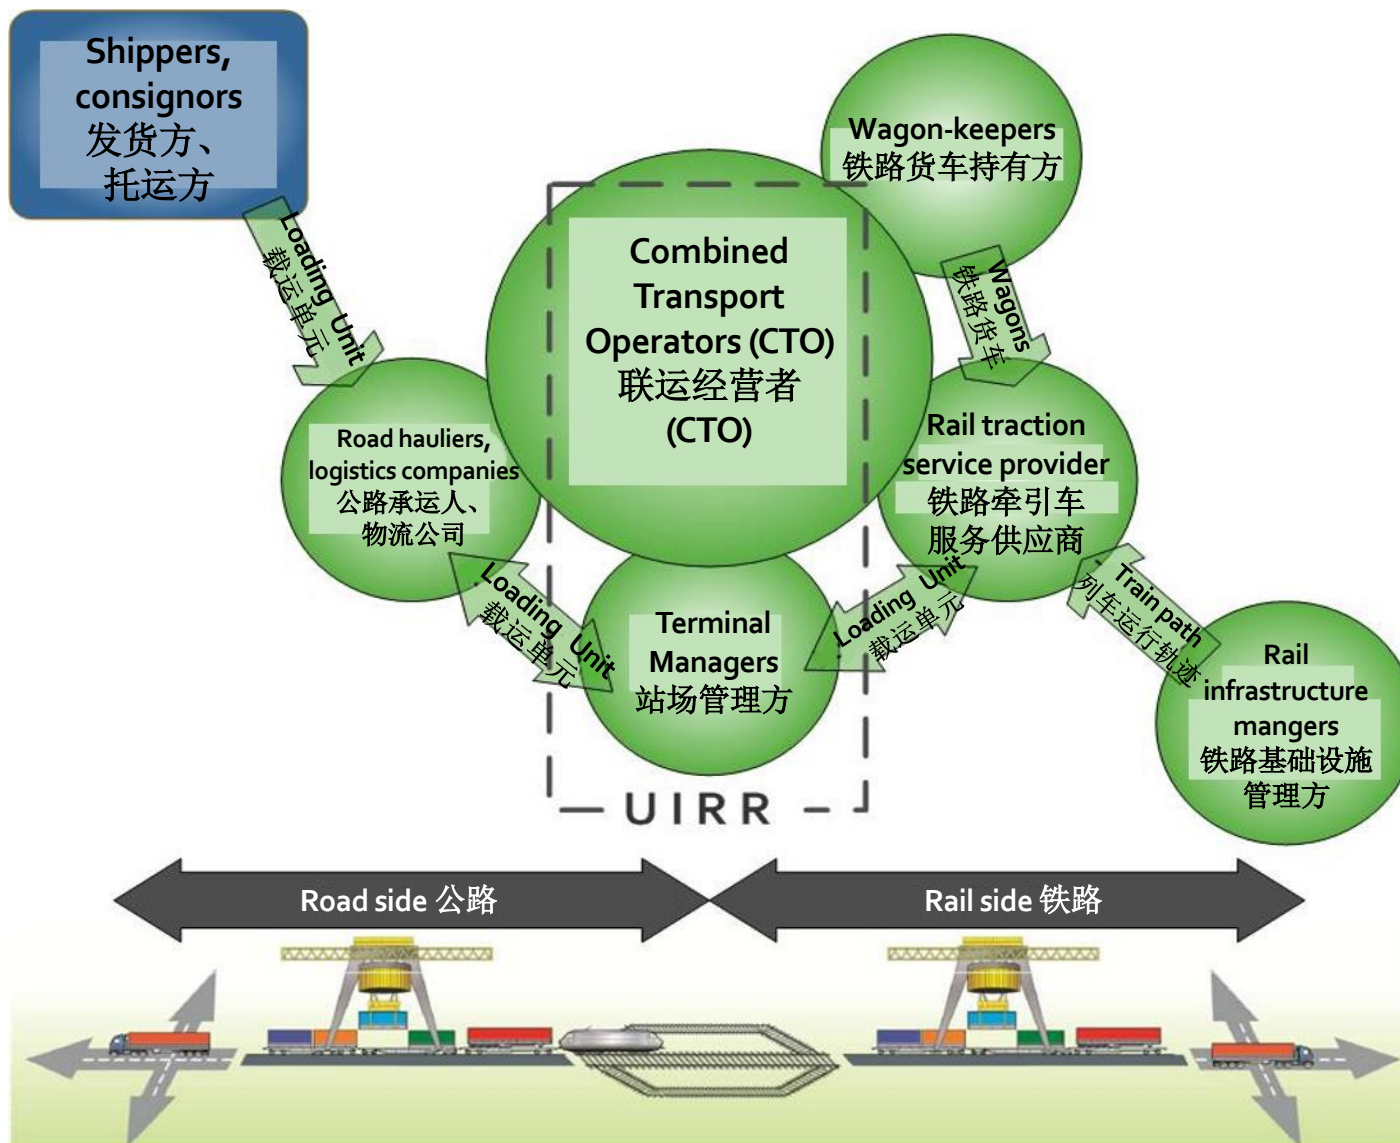 Shippers,
consignors
发货方、
托运方
Loading Unit
载运单元
Wagon-keepers
铁路货车持有方
Wagons
铁路货车
Combined
Transport
Operators (CTO)
联运经营者
(CTO)
Road hauliers,
logistics companies
公路承运人、
物流公司
Rail traction
service provider
铁路牵引车
服务供应商
Loading Unit
载运单元
Terminal
Managers
站场管理方
Loading Unit
载运单元
Train path
列车运行轨迹
Rail
infrastructure
mangers
铁路基础设施
管理方
UIRR
Road side 公路
Rail side 铁路